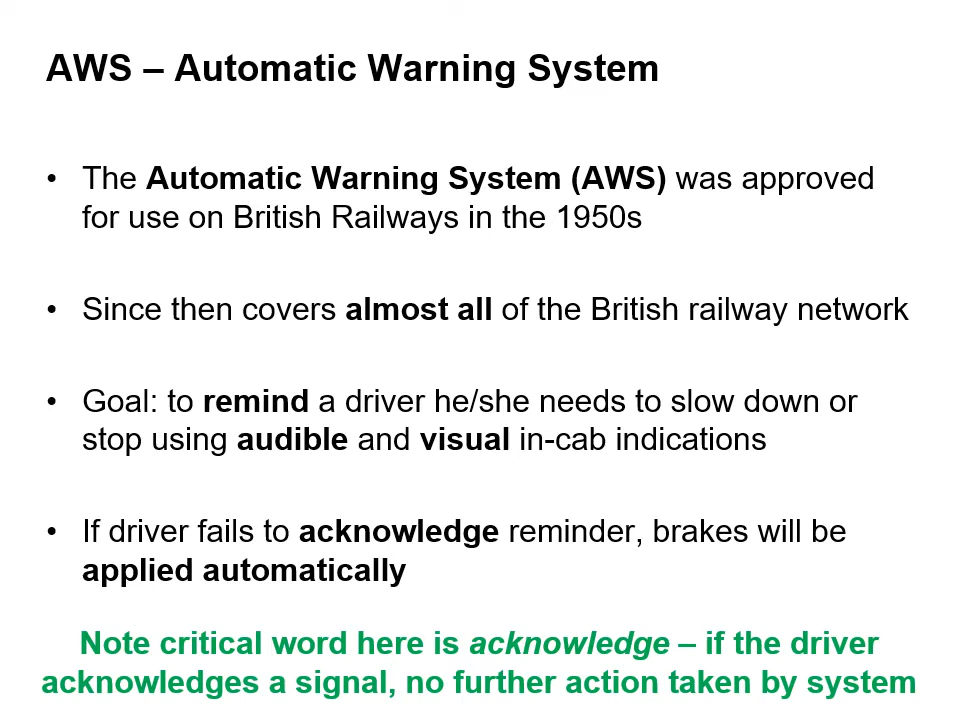 AWS – Automatic Warning System
• The Automatic Warning System (AWS) was approved
for use on British Railways in the 1950s
• Since then covers almost all of the British railway network
• Goal: to remind a driver he/she needs to slow down or
stop using audible and visual in-cab indications
• If driver fails to acknowledge reminder, brakes will be
applied automatically
Note critical word here is acknowledge – if the driver
acknowledges a signal, no further action taken by system